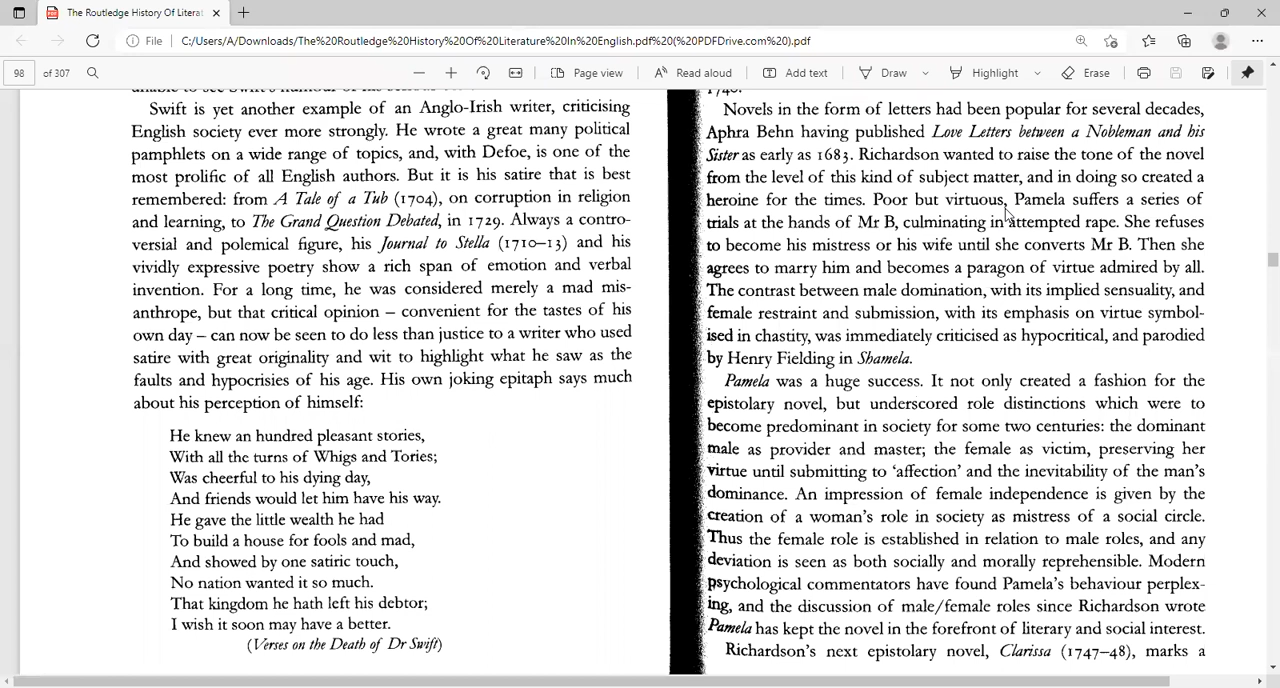 The Routledge History Of Literat
File
C:/Users/A/Downloads/The%20Routledge%20History%20Of%20Literature%20In%20English.pdf%20(%20PDFDrive.com%20).pdf
98 of 307
Page view
Read aloud
Add text
Draw
Highlight
Erase
Swift is yet another example of an Anglo-Irish writer, criticising
English society ever more strongly. He wrote a great many political
pamphlets on a wide range of topics, and, with Defoe, is one of the
most prolific of all English authors. But it is his satire that is best
remembered: from A Tale of a Tub (1704), on corruption in religion
and learning, to The Grand Question Debated, in 1729. Always a contro-
versial and polemical figure, his Journal to Stella (1710–13) and his
vividly expressive poetry show a rich span of emotion and verbal
invention. For a long time, he was considered merely a mad mis-
anthrope, but that critical opinion – convenient for the tastes of his
own day – can now be seen to do less than justice to a writer who used
satire with great originality and wit to highlight what he saw as the
faults and hypocrisies of his age. His own joking epitaph says much
about his perception of himself:
He knew an hundred pleasant stories,
With all the turns of Whigs and Tories;
Was cheerful to his dying day,
And friends would let him have his way.
He gave the little wealth he had
To build a house for fools and mad,
And showed by one satiric touch,
No nation wanted it so much.
That kingdom he hath left his debtor;
I wish it soon may have a better.
(Verses on the Death of Dr Swift)
Novels in the form of letters had been popular for several decades,
Aphra Behn having published Love Letters between a Nobleman and his
Sister as early as 1683. Richardson wanted to raise the tone of the novel
from the level of this kind of subject matter, and in doing so created a
heroine for the times. Poor but virtuous, Pamela suffers a series of
trials at the hands of Mr B, culminating in attempted rape. She refuses
to become his mistress or his wife until she converts Mr B. Then she
agrees to marry him and becomes a paragon of virtue admired by all.
The contrast between male domination, with its implied sensuality, and
female restraint and submission, with its emphasis on virtue symbol-
ised in chastity, was immediately criticised as hypocritical, and parodied
by Henry Fielding in Shamela.
Pamela was a huge success. It not only created a fashion for the
epistolary novel, but underscored role distinctions which were to
become predominant in society for some two centuries: the dominant
male as provider and master; the female as victim, preserving her
virtue until submitting to ‘affection’ and the inevitability of the man’s
dominance. An impression of female independence is given by the
creation of a woman’s role in society as mistress of a social circle.
Thus the female role is established in relation to male roles, and any
deviation is seen as both socially and morally reprehensible. Modern
psychological commentators have found Pamela’s behaviour perplex-
ing, and the discussion of male/female roles since Richardson wrote
Pamela has kept the novel in the forefront of literary and social interest.
Richardson’s next epistolary novel, Clarissa (1747–48), marks a